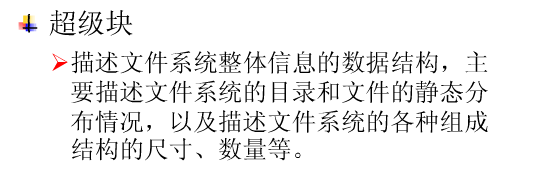 超级块
描述文件系统整体信息的数据结构，主
要描述文件系统的目录和文件的静态分
布情况，以及描述文件系统的各种组成
结构的尺寸、数量等。